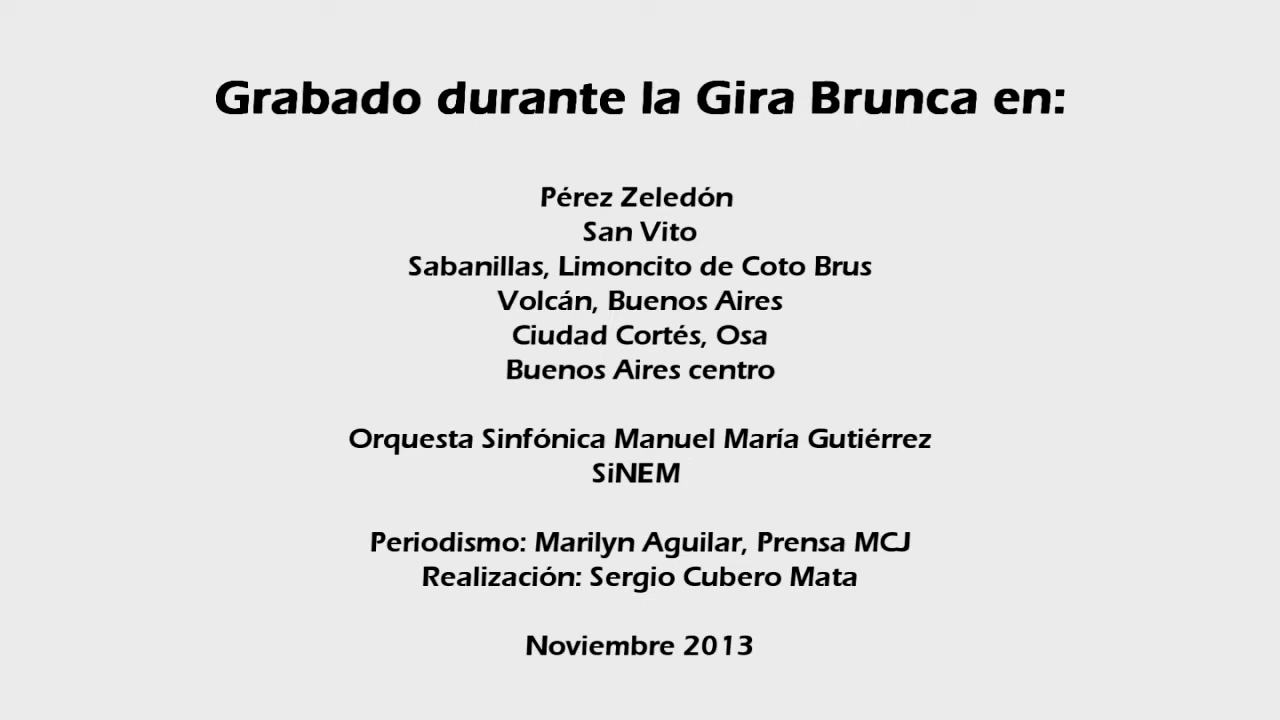 Grabado durante la Gira Brunca en:
Pérez Zeledón
San Vito
Sabanillas, Limoncito de Coto Brus
Volcán, Buenos Aires
Ciudad Cortés, Osa
Buenos Aires centro
Orquesta Sinfónica Manuel María Gutiérrez
SiNEM
Periodismo: Marilyn Aguilar, Prensa MCJ
Realización: Sergio Cubero Mata
Noviembre 2013